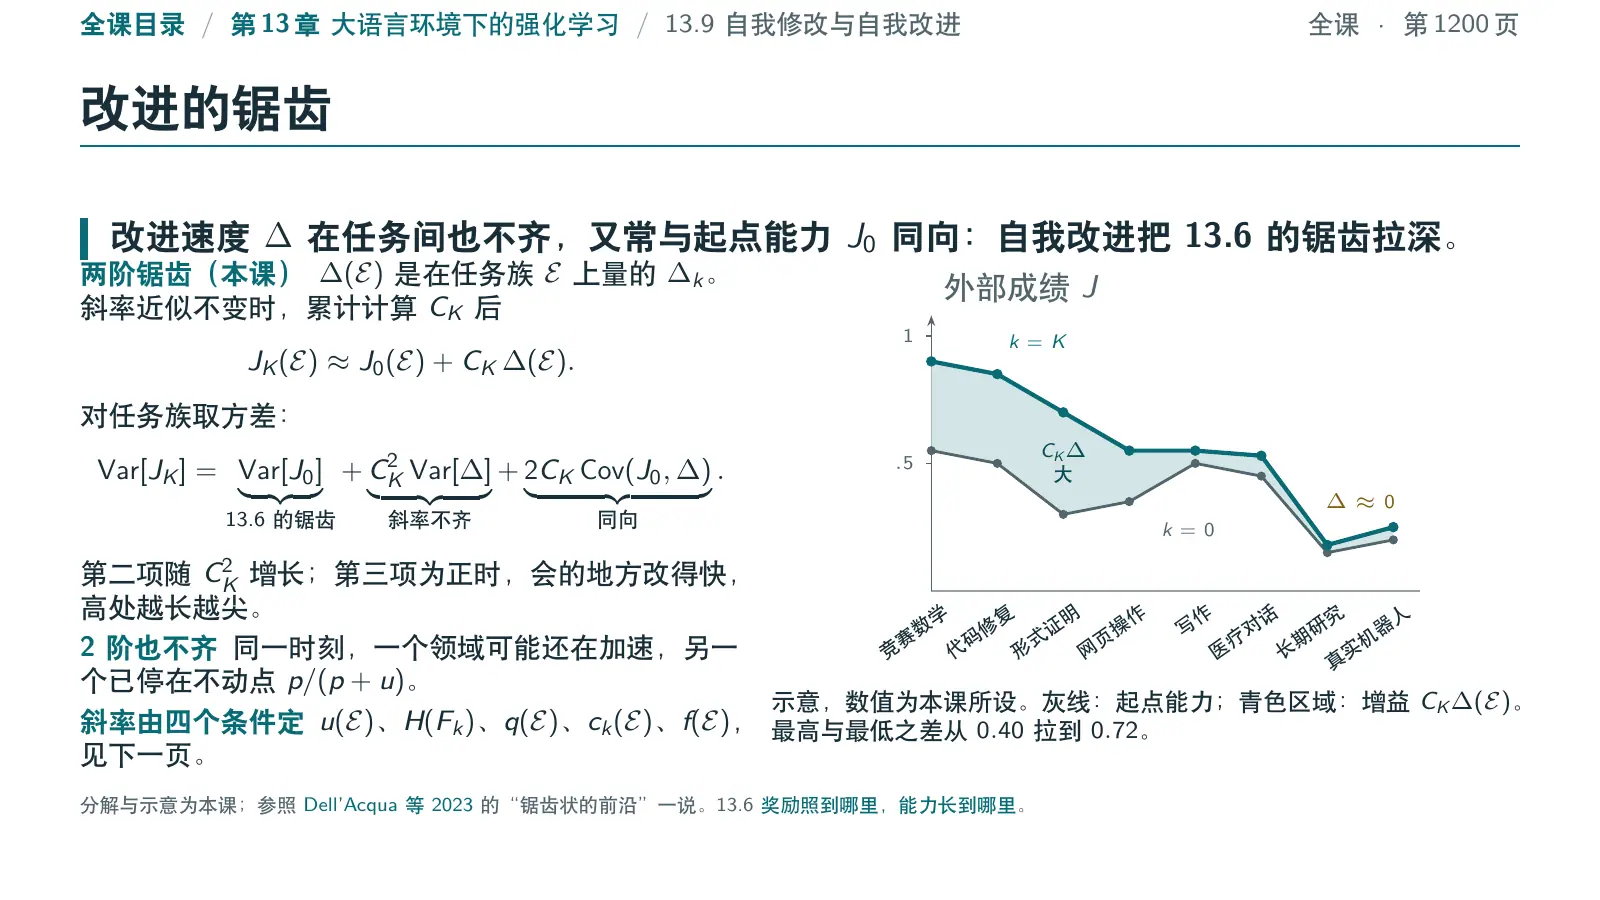 全课目录 / 第13章 大语言环境下的强化学习 / 13.9 自我修改与自我改进
全课 · 第1200页
改进的锯齿
改进速度 Δ 在任务间也不齐，又常与起点能力 J₀ 同向：自我改进把 13.6 的锯齿拉深。
两阶锯齿（本课） Δ(ℰ) 是在任务族 ℰ 上量的 Δₖ。
斜率近似不变时，累计计算 C_K 后
J_K(ℰ) ≈ J₀(ℰ) + C_K Δ(ℰ).
对任务族取方差：
Var[J_K] = Var[J₀] + C_K² Var[Δ] + 2C_K Cov(J₀, Δ).
13.6 的锯齿 斜率不齐 同向
第二项随 C_K² 增长；第三项为正时，会的地方改得快，
高处越长越尖。
2 阶也不齐 同一时刻，一个领域可能还在加速，另一
个已停在不动点 p/(p + u)。
斜率由四个条件定 u(ℰ)、H(Fₖ)、q(ℰ)、cₖ(ℰ)、f(ℰ)，
见下一页。
外部成绩 J
1
k = K
C_KΔ
大
.5
Δ ≈ 0
k = 0
竞赛数学 代码修复 形式证明 网页操作 写作 医疗对话 长期研究 真实机器人
示意，数值为本课所设。灰线：起点能力；青色区域：增益 C_KΔ(ℰ)。
最高与最低之差从 0.40 拉到 0.72。
分解与示意为本课；参照 Dell'Acqua 等 2023 的“锯齿状的前沿”一说。13.6 奖励照到哪里，能力长到哪里。